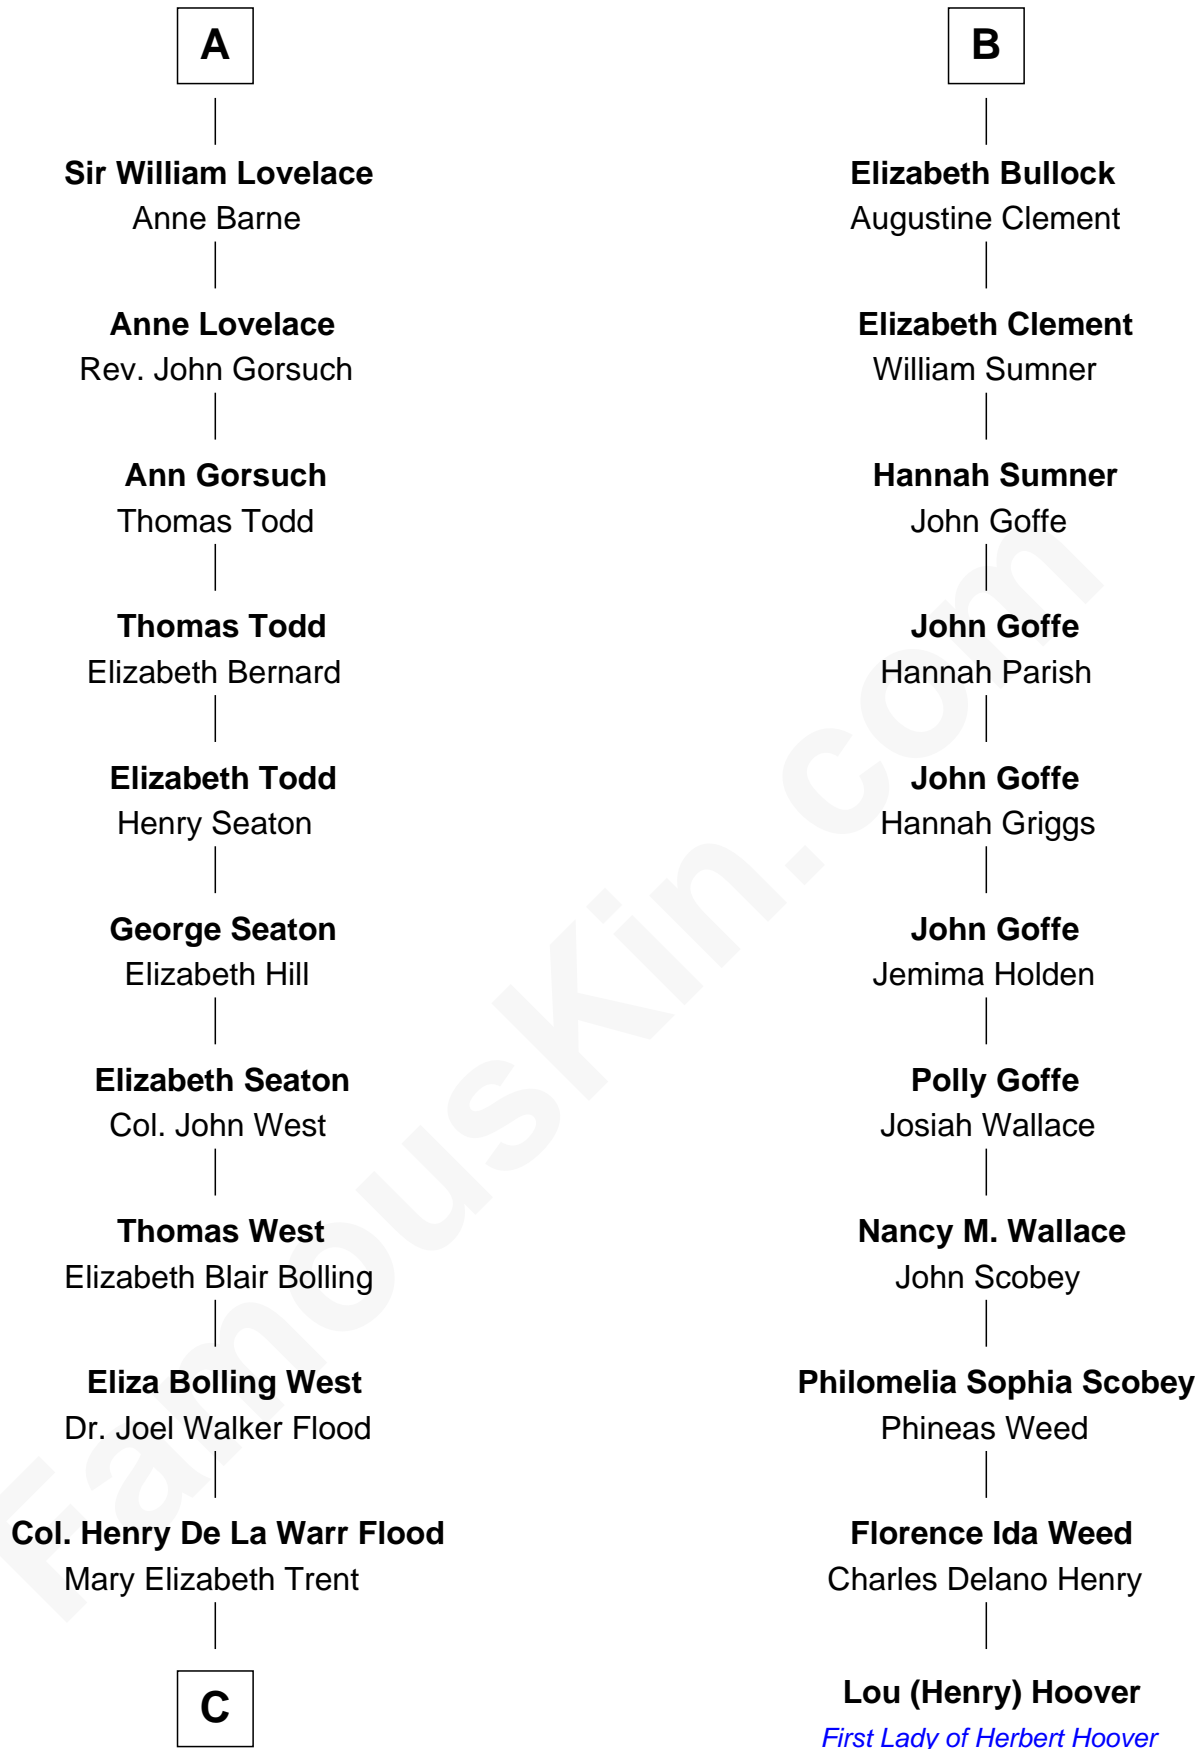 A
Sir William Lovelace
Anne Barne
Anne Lovelace
Rev. John Gorsuch
Ann Gorsuch
Thomas Todd
Thomas Todd
Elizabeth Bernard
Elizabeth Todd
Henry Seaton
George Seaton
Elizabeth Hill
Elizabeth Seaton
Col. John West
Thomas West
Elizabeth Blair Bolling
Eliza Bolling West
Dr. Joel Walker Flood
Col. Henry De La Warr Flood
Mary Elizabeth Trent
C
B
Elizabeth Bullock
Augustine Clement
Elizabeth Clement
William Sumner
Hannah Sumner
John Goffe
John Goffe
Hannah Parish
John Goffe
Hannah Griggs
John Goffe
Jemima Holden
Polly Goffe
Josiah Wallace
Nancy M. Wallace
John Scobey
Philomelia Sophia Scobey
Phineas Weed
Florence Ida Weed
Charles Delano Henry
Lou (Henry) Hoover
First Lady of Herbert Hoover
FamousKin.com